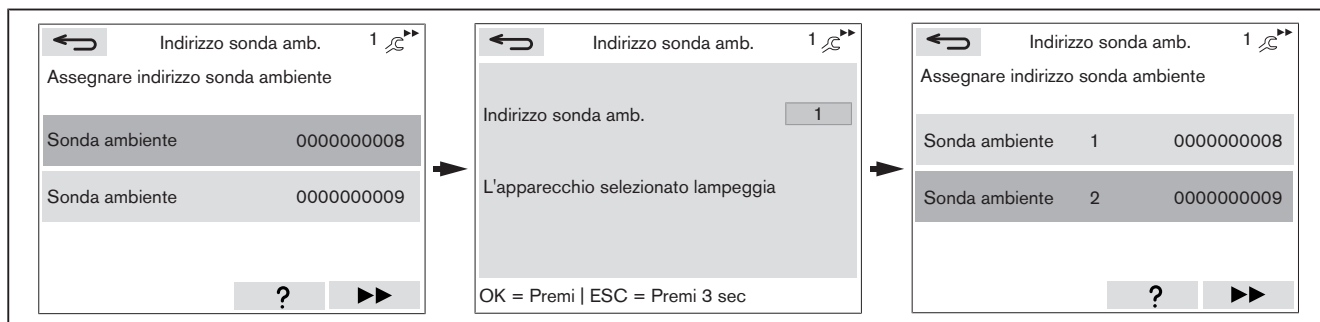 Indirizzo sonda amb. 1
Assegnare indirizzo sonda ambiente
Sonda ambiente 0000000008
Sonda ambiente 0000000009
?
Indirizzo sonda amb. 1
Indirizzo sonda amb. 1
L'apparecchio selezionato lampeggia
OK = Premi | ESC = Premi 3 sec
Indirizzo sonda amb. 1
Assegnare indirizzo sonda ambiente
Sonda ambiente 1 0000000008
Sonda ambiente 2 0000000009
?